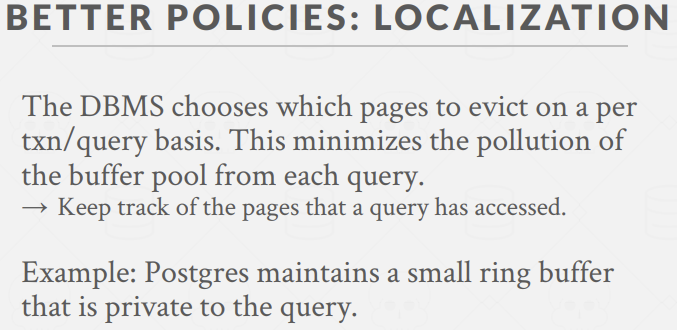 BETTER POLICIES: LOCALIZATION
The DBMS chooses which pages to evict on a per
txn/query basis. This minimizes the pollution of
the buffer pool from each query.
→ Keep track of the pages that a query has accessed.
Example: Postgres maintains a small ring buffer
that is private to the query.